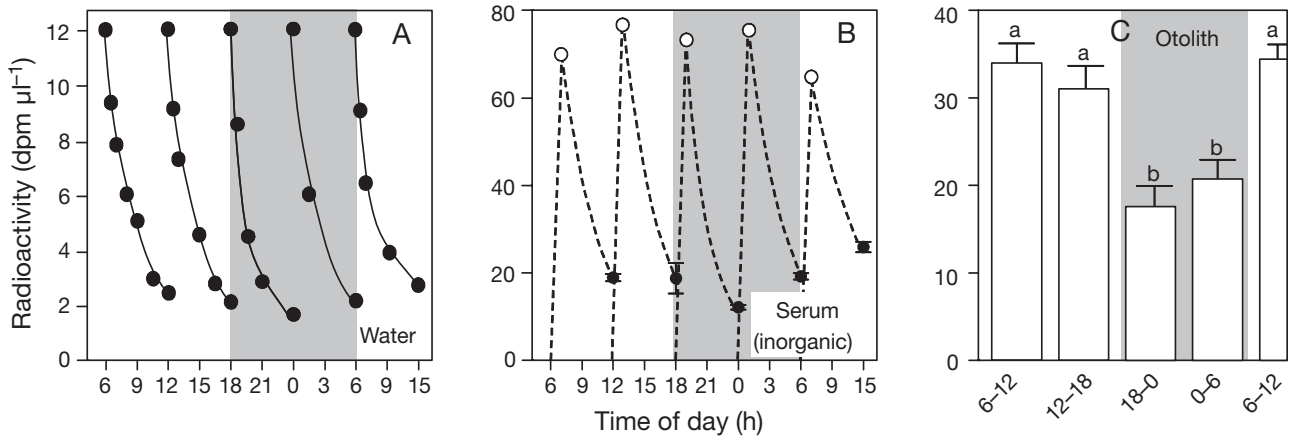 A
Radioactivity (dpm µl⁻¹)
12
10
8
6
4
2
0
6 9 12 15 18 21 0 3 6 9 12 15
Water
B
80
60
40
20
0
6 9 12 15 18 21 0 3 6 9 12 15
Serum
(inorganic)
Time of day (h)
C
Otolith
40
30
20
10
0
a a b b a
6–12 12–18 18–0 0–6 6–12